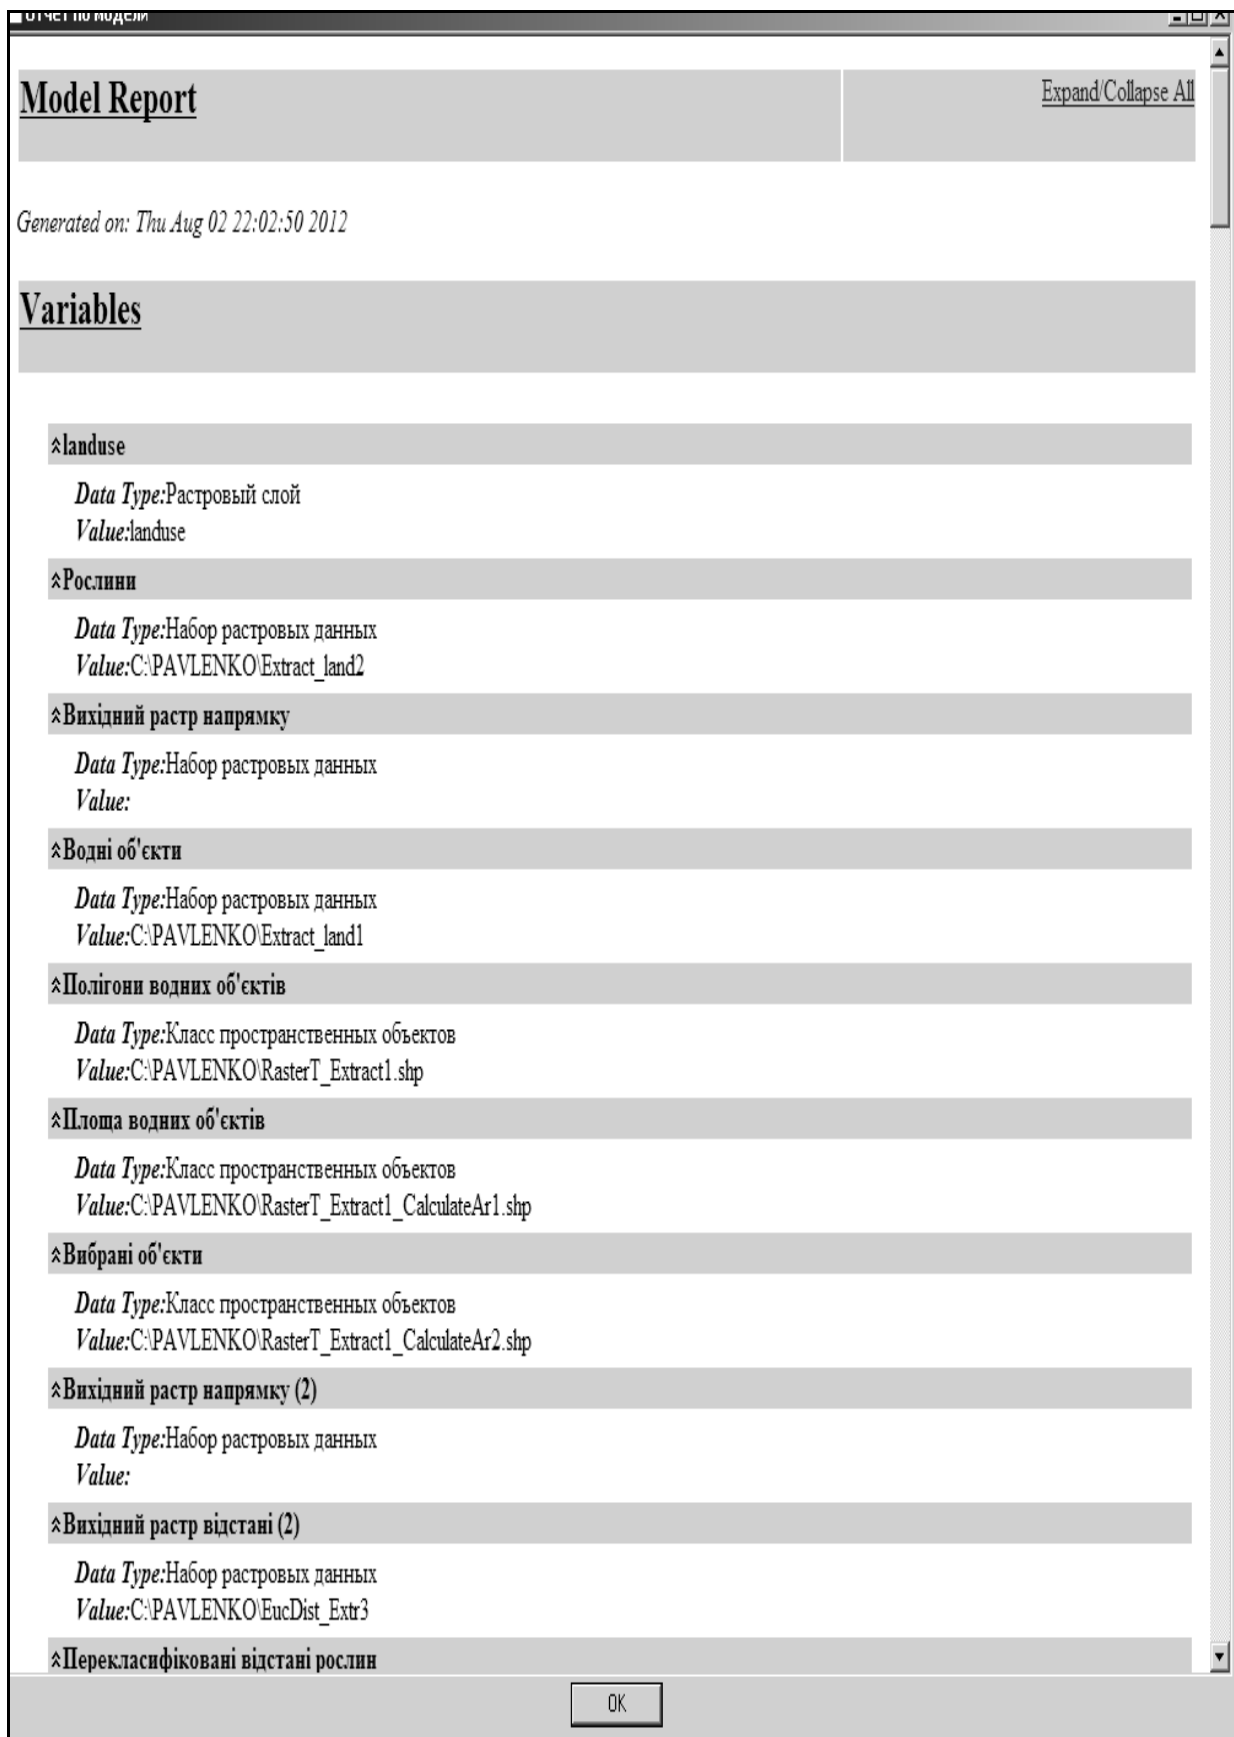 Отчет по модели
Model Report
Expand/Collapse All
Generated on: Thu Aug 02 22:02:50 2012
Variables
landuse
Data Type:Растровый слой
Value:landuse
Рослини
Data Type:Набор растровых данных
Value:C:\PAVLENKO\Extract_land2
Вихідний растр напрямку
Data Type:Набор растровых данных
Value:
Водні об'єкти
Data Type:Набор растровых данных
Value:C:\PAVLENKO\Extract_land1
Полігони водних об'єктів
Data Type:Класс пространственных объектов
Value:C:\PAVLENKO\RasterT_Extract1.shp
Площа водних об'єктів
Data Type:Класс пространственных объектов
Value:C:\PAVLENKO\RasterT_Extract1_CalculateAr1.shp
Вибрані об'єкти
Data Type:Класс пространственных объектов
Value:C:\PAVLENKO\RasterT_Extract1_CalculateAr2.shp
Вихідний растр напрямку (2)
Data Type:Набор растровых данных
Value:
Вихідний растр відстані (2)
Data Type:Набор растровых данных
Value:C:\PAVLENKO\EucDist_Extr3
Перекласифіковані відстані рослин
OK